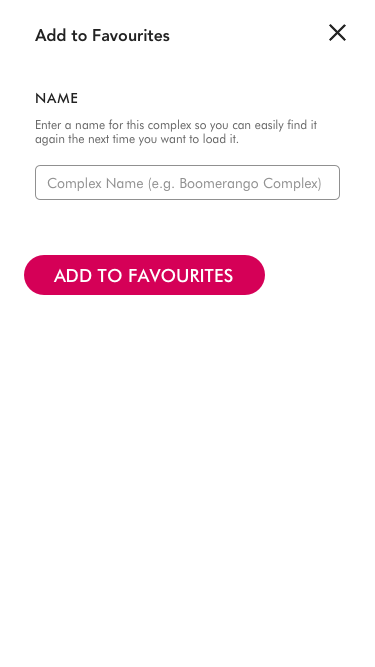 Add to Favourites
NAME
Enter a name for this complex so you can easily find it
again the next time you want to load it.
Complex Name (e.g. Boomerango Complex)
ADD TO FAVOURITES